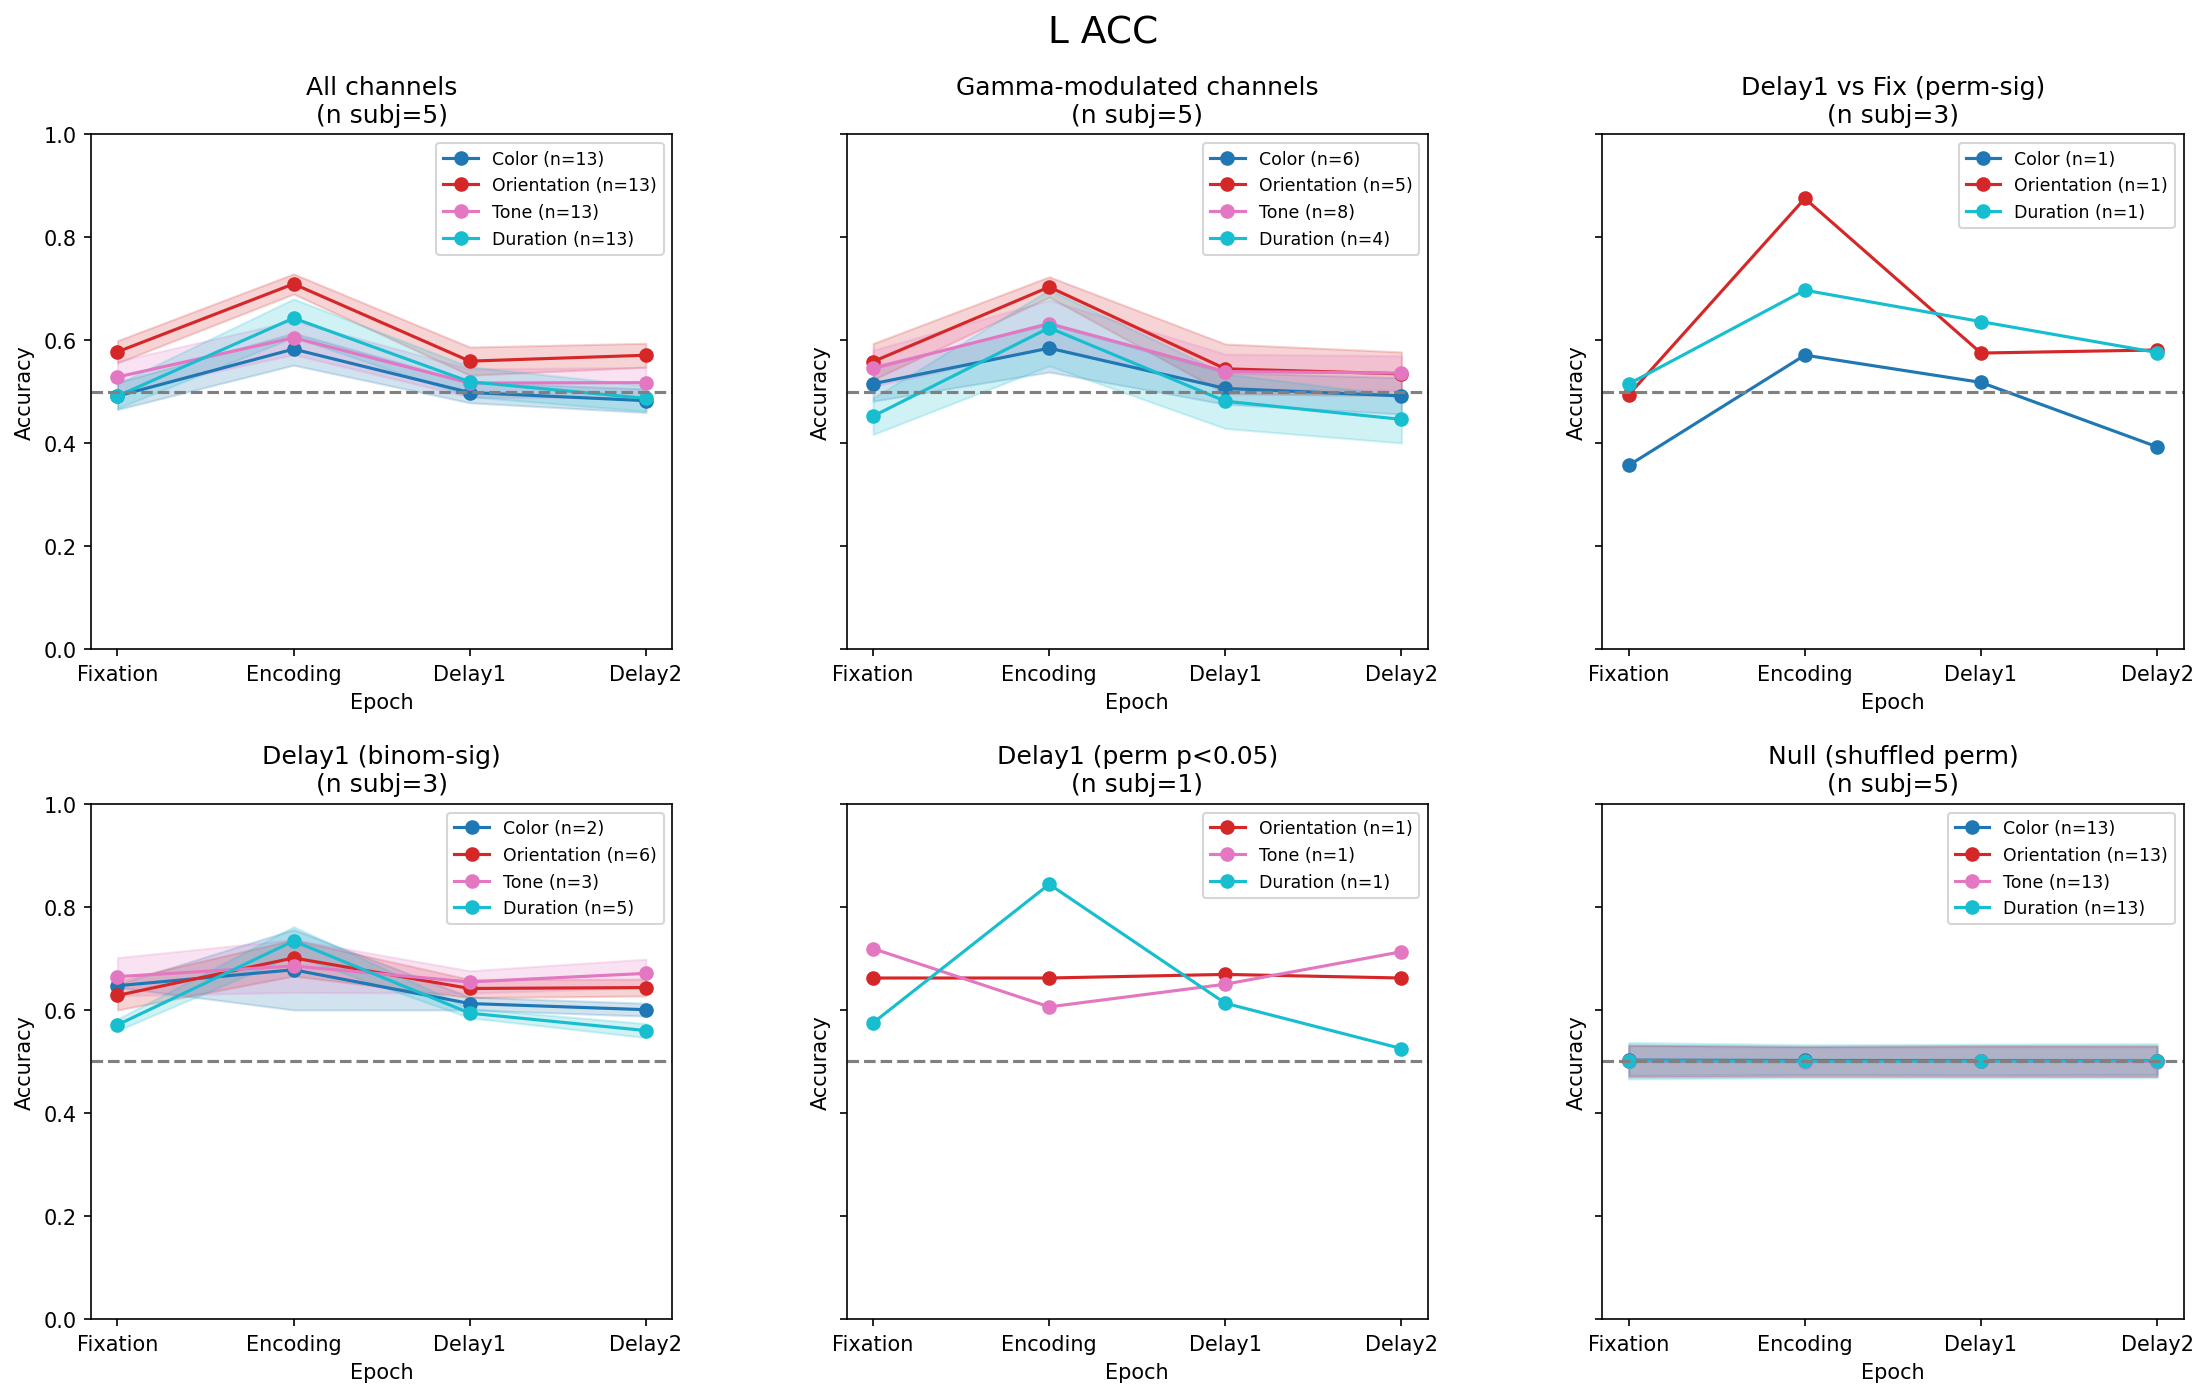 L ACC
All channels
(n subj=5)
1.0
0.8
0.6
0.4
0.2
0.0
Accuracy
Color (n=13)
Orientation (n=13)
Tone (n=13)
Duration (n=13)
Fixation Encoding Delay1 Delay2
Epoch
Gamma-modulated channels
(n subj=5)
Accuracy
Color (n=6)
Orientation (n=5)
Tone (n=8)
Duration (n=4)
Fixation Encoding Delay1 Delay2
Epoch
Delay1 vs Fix (perm-sig)
(n subj=3)
Accuracy
Color (n=1)
Orientation (n=1)
Duration (n=1)
Fixation Encoding Delay1 Delay2
Epoch
Delay1 (binom-sig)
(n subj=3)
1.0
0.8
0.6
0.4
0.2
0.0
Accuracy
Color (n=2)
Orientation (n=6)
Tone (n=3)
Duration (n=5)
Fixation Encoding Delay1 Delay2
Epoch
Delay1 (perm p<0.05)
(n subj=1)
Accuracy
Orientation (n=1)
Tone (n=1)
Duration (n=1)
Fixation Encoding Delay1 Delay2
Epoch
Null (shuffled perm)
(n subj=5)
Accuracy
Color (n=13)
Orientation (n=13)
Tone (n=13)
Duration (n=13)
Fixation Encoding Delay1 Delay2
Epoch